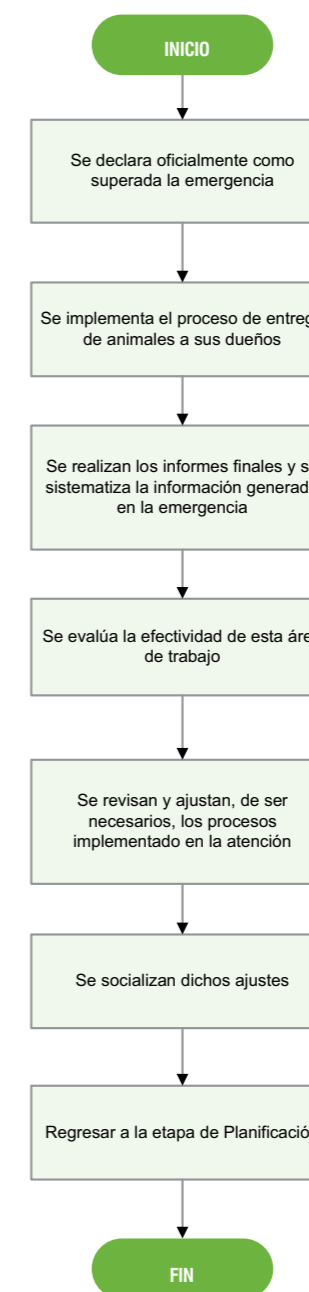 INICIO
Se declara oficialmente como
superada la emergencia
Se implementa el proceso de entreg
de animales a sus dueños
Se realizan los informes finales y s
sistematiza la información generad
en la emergencia
Se evalúa la efectividad de esta áre
de trabajo
Se revisan y ajustan, de ser
necesarios, los procesos
implementado en la atención
Se socializan dichos ajustes
Regresar a la etapa de Planificació
FIN